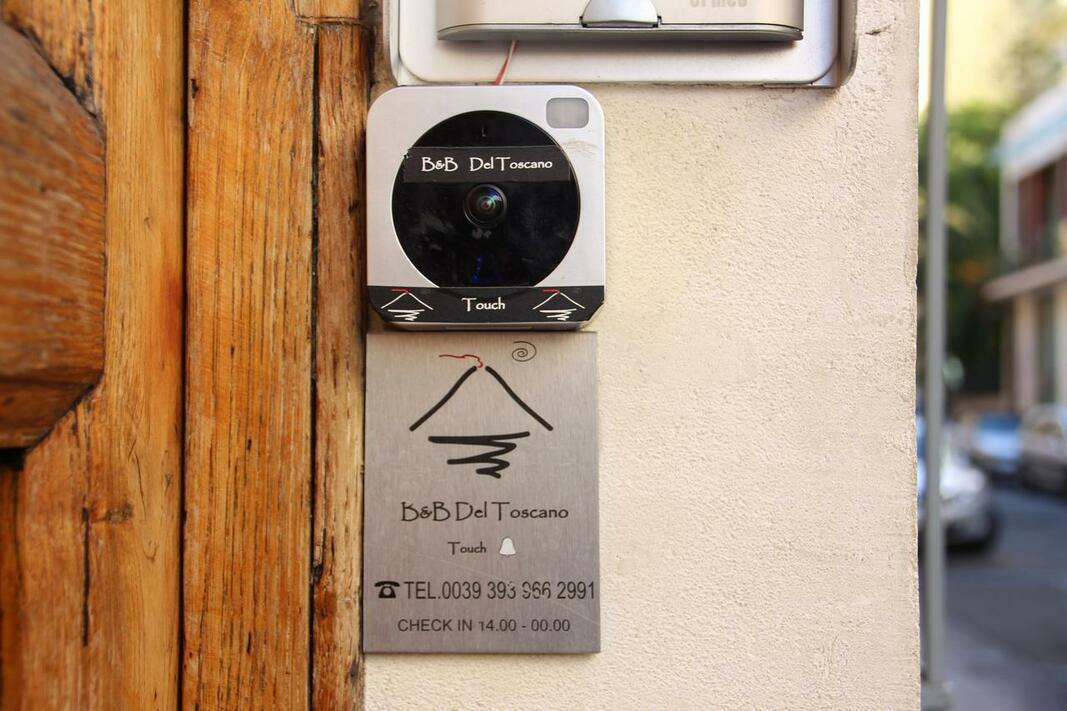 B&B Del Toscano
Touch
B&B Del Toscano
Touch
TEL.0039 393 966 2991
CHECK IN 14.00 - 00.00